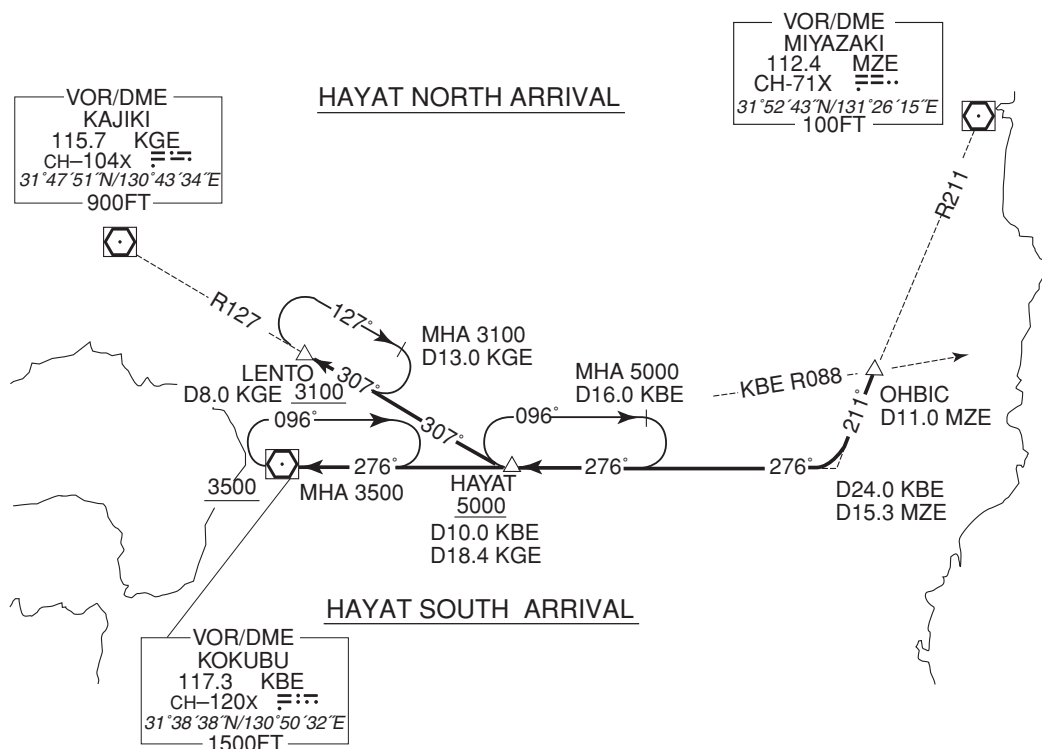 VOR/DME
MIYAZAKI
112.4 MZE
CH-71X
31°52´43˝N/131°26´15˝E
100FT
HAYAT NORTH ARRIVAL
VOR/DME
KAJIKI
115.7 KGE
CH–104X
31°47´51˝N/130°43´34˝E
900FT
R211
R127
127°
MHA 3100
D13.0 KGE
LENTO
D8.0 KGE 3100
307°
307°
MHA 5000
D16.0 KBE
KBE R088
OHBIC
D11.0 MZE
211°
096°
096°
276°
276°
276°
3500
MHA 3500
HAYAT
5000
D10.0 KBE
D18.4 KGE
D24.0 KBE
D15.3 MZE
HAYAT SOUTH ARRIVAL
VOR/DME
KOKUBU
117.3 KBE
CH–120X
31°38´38˝N/130°50´32˝E
1500FT